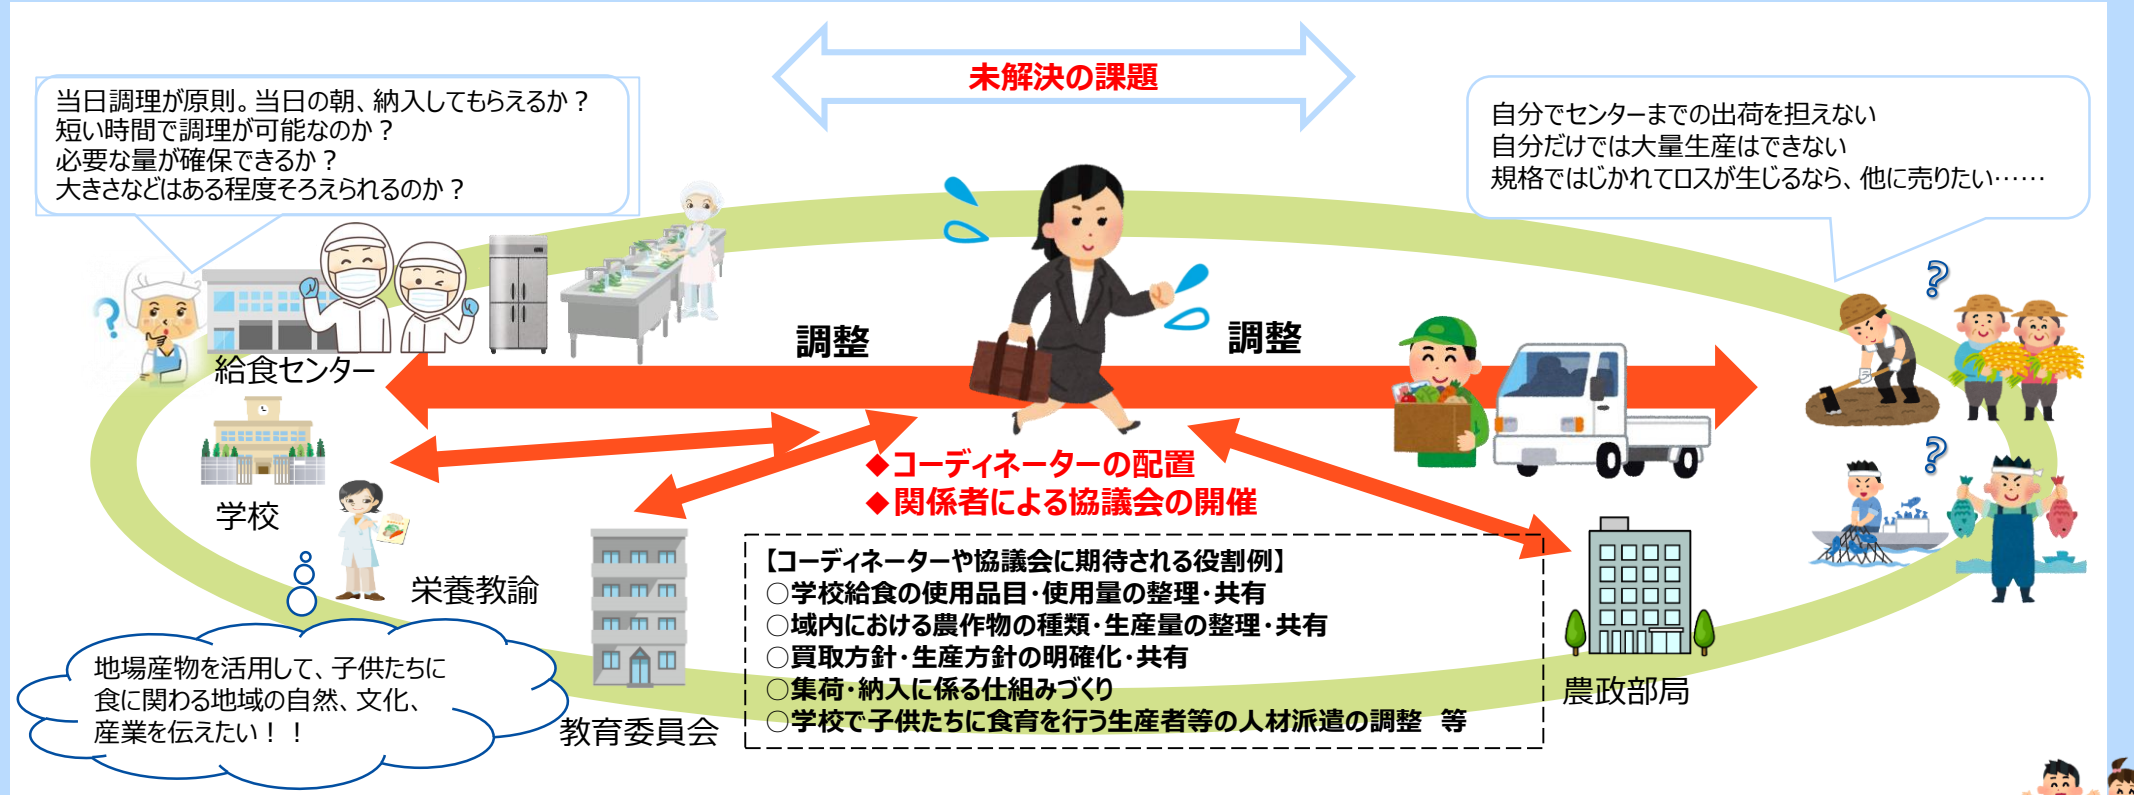 未解決の課題
当日調理が原則。当日の朝、納入してもらえるか？
短い時間で調理が可能なのか？
必要な量が確保できるか？
大きさなどはある程度そろえられるのか？
自分でセンターまでの出荷を担えない
自分だけでは大量生産はできない
規格ではじかれてロスが生じるなら、他に売りたい……
調整
調整
給食センター
学校
栄養教諭
◆コーディネーターの配置
◆関係者による協議会の開催
【コーディネーターや協議会に期待される役割例】
○学校給食の使用品目・使用量の整理・共有
○域内における農作物の種類・生産量の整理・共有
○買取方針・生産方針の明確化・共有
○集荷・納入に係る仕組みづくり
○学校で子供たちに食育を行う生産者等の人材派遣の調整　等
地場産物を活用して、子供たちに
食に関わる地域の自然、文化、
産業を伝えたい！！
教育委員会
農政部局